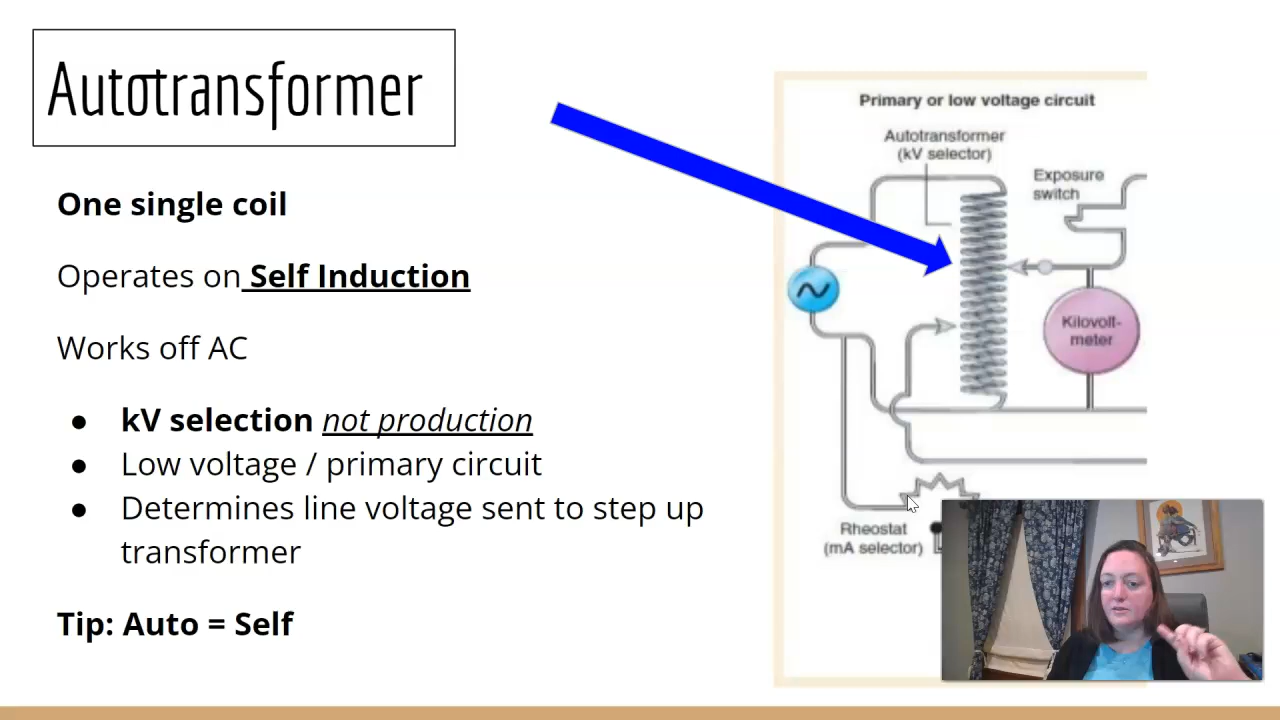 Autotransformer
One single coil
Operates on Self Induction
Works off AC
● kV selection not production
● Low voltage / primary circuit
● Determines line voltage sent to step up
transformer
Tip: Auto = Self
Primary or low voltage circuit
Autotransformer
(kV selector)
Exposure
switch
Kilovolt-
meter
Rheostat
(mA selector)